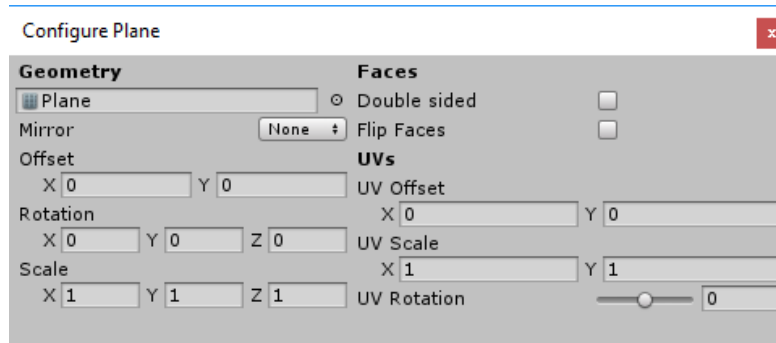 Configure Plane
x
Geometry
Plane
Mirror None
Offset
X 0 Y 0
Rotation
X 0 Y 0 Z 0
Scale
X 1 Y 1 Z 1
Faces
Double sided
Flip Faces
UVs
UV Offset
X 0 Y 0
UV Scale
X 1 Y 1
UV Rotation 0